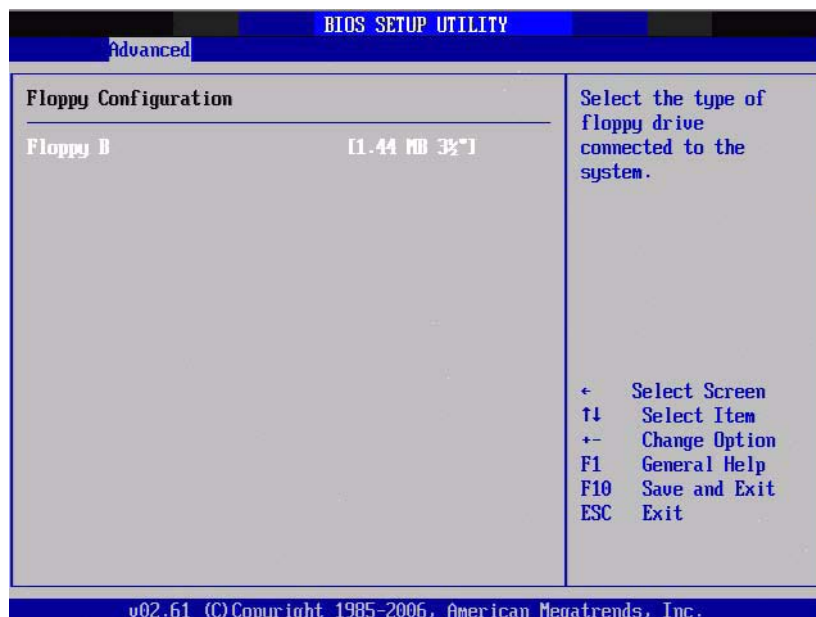 BIOS SETUP UTILITY
Advanced
Floppy Configuration
Floppy B [1.44 MB 3½"]
Select the type of
floppy drive
connected to the
system.
← Select Screen
↑↓ Select Item
+- Change Option
F1 General Help
F10 Save and Exit
ESC Exit
v02.61 (C)Copyright 1985-2006, American Megatrends, Inc.